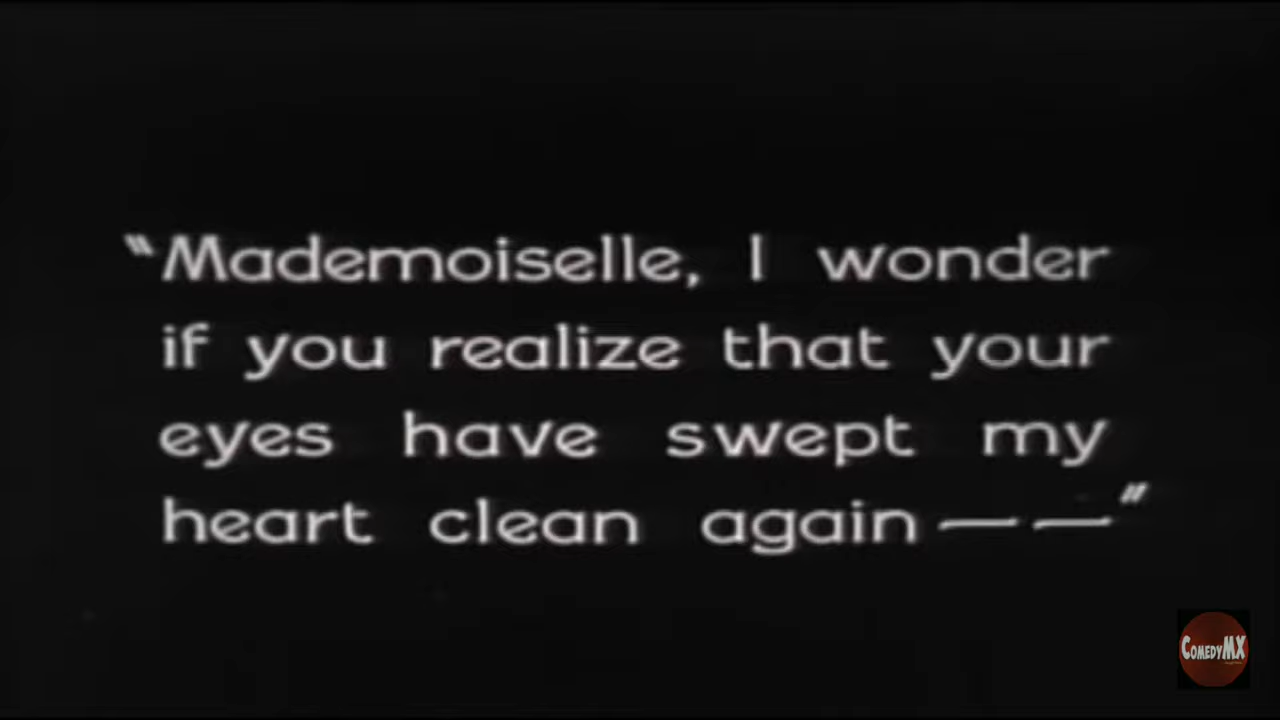 "Mademoiselle, I wonder
if you realize that your
eyes have swept my
heart clean again — —"
COMEDYMX